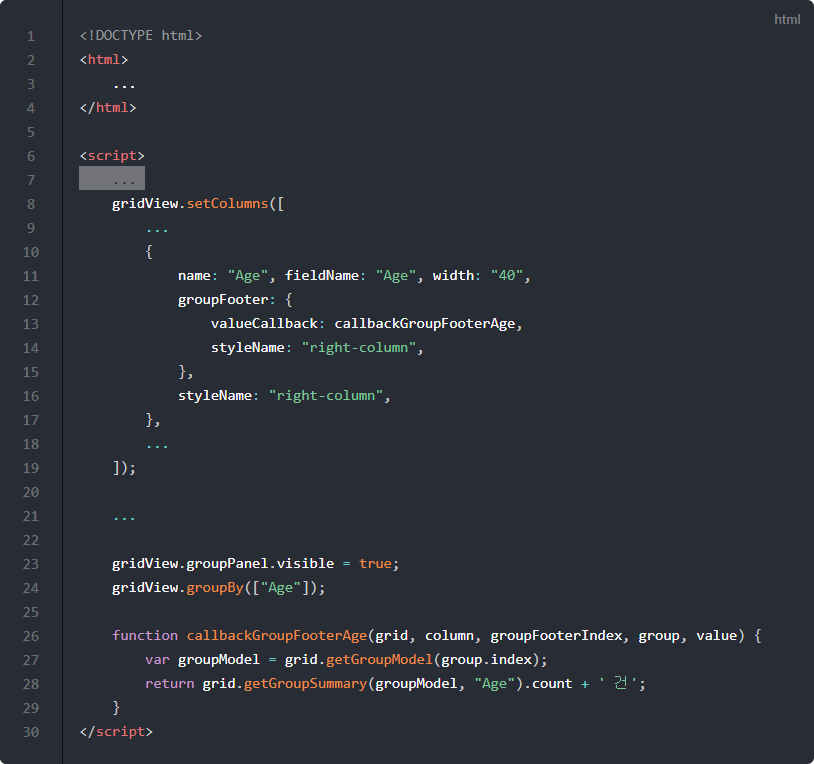 html
1 <!DOCTYPE html>
2 <html>
3     ...
4 </html>
5
6 <script>
7     ...
8     gridView.setColumns([
9         ...
10         {
11             name: "Age", fieldName: "Age", width: "40",
12             groupFooter: {
13                 valueCallback: callbackGroupFooterAge,
14                 styleName: "right-column",
15             },
16             styleName: "right-column",
17         },
18         ...
19     ]);
20
21     ...
22
23     gridView.groupPanel.visible = true;
24     gridView.groupBy(["Age"]);
25
26     function callbackGroupFooterAge(grid, column, groupFooterIndex, group, value) {
27         var groupModel = grid.getGroupModel(group.index);
28         return grid.getGroupSummary(groupModel, "Age").count + ' 건';
29     }
30 </script>